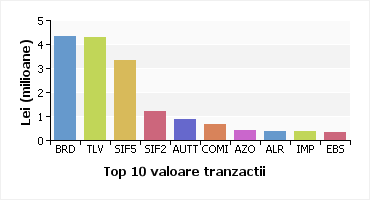 Lei (milioane)
5
4
3
2
1
0
BRD TLV SIF5 SIF2 AUTT COMI AZO ALR IMP EBS
Top 10 valoare tranzactii